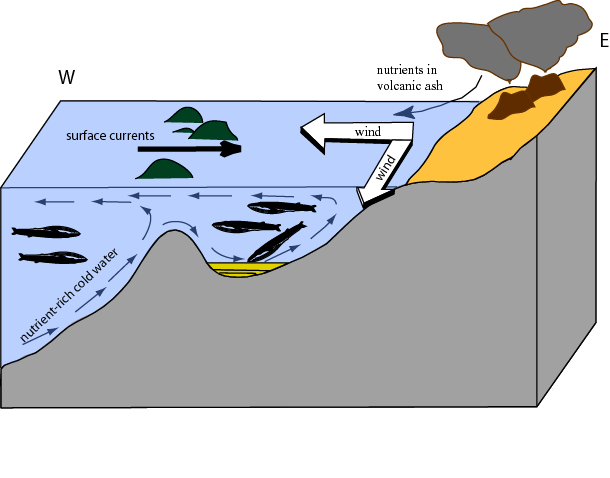 E
W
nutrients in
volcanic ash
surface currents
wind
wind
nutrient-rich cold water